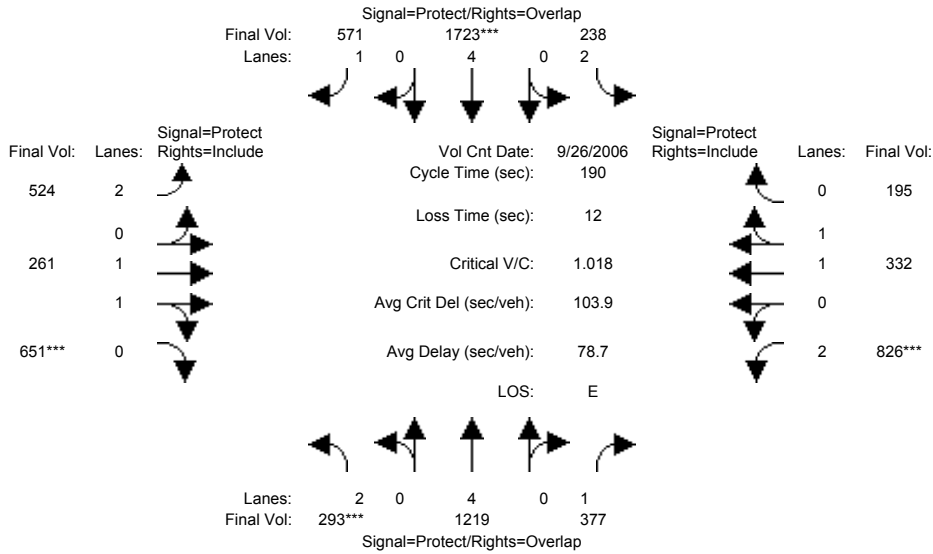 Signal=Protect/Rights=Overlap
Final Vol: 571 1723*** 238
Lanes: 1 0 4 0 2
Signal=Protect Signal=Protect
Final Vol: Lanes: Rights=Include Vol Cnt Date: 9/26/2006 Rights=Include Lanes: Final Vol:
Cycle Time (sec): 190
524 2 0 195
Loss Time (sec): 12
0 1
261 1 Critical V/C: 1.018 1 332
1 Avg Crit Del (sec/veh): 103.9 0
651*** 0 Avg Delay (sec/veh): 78.7 2 826***
LOS: E
Lanes: 2 0 4 0 1
Final Vol: 293*** 1219 377
Signal=Protect/Rights=Overlap